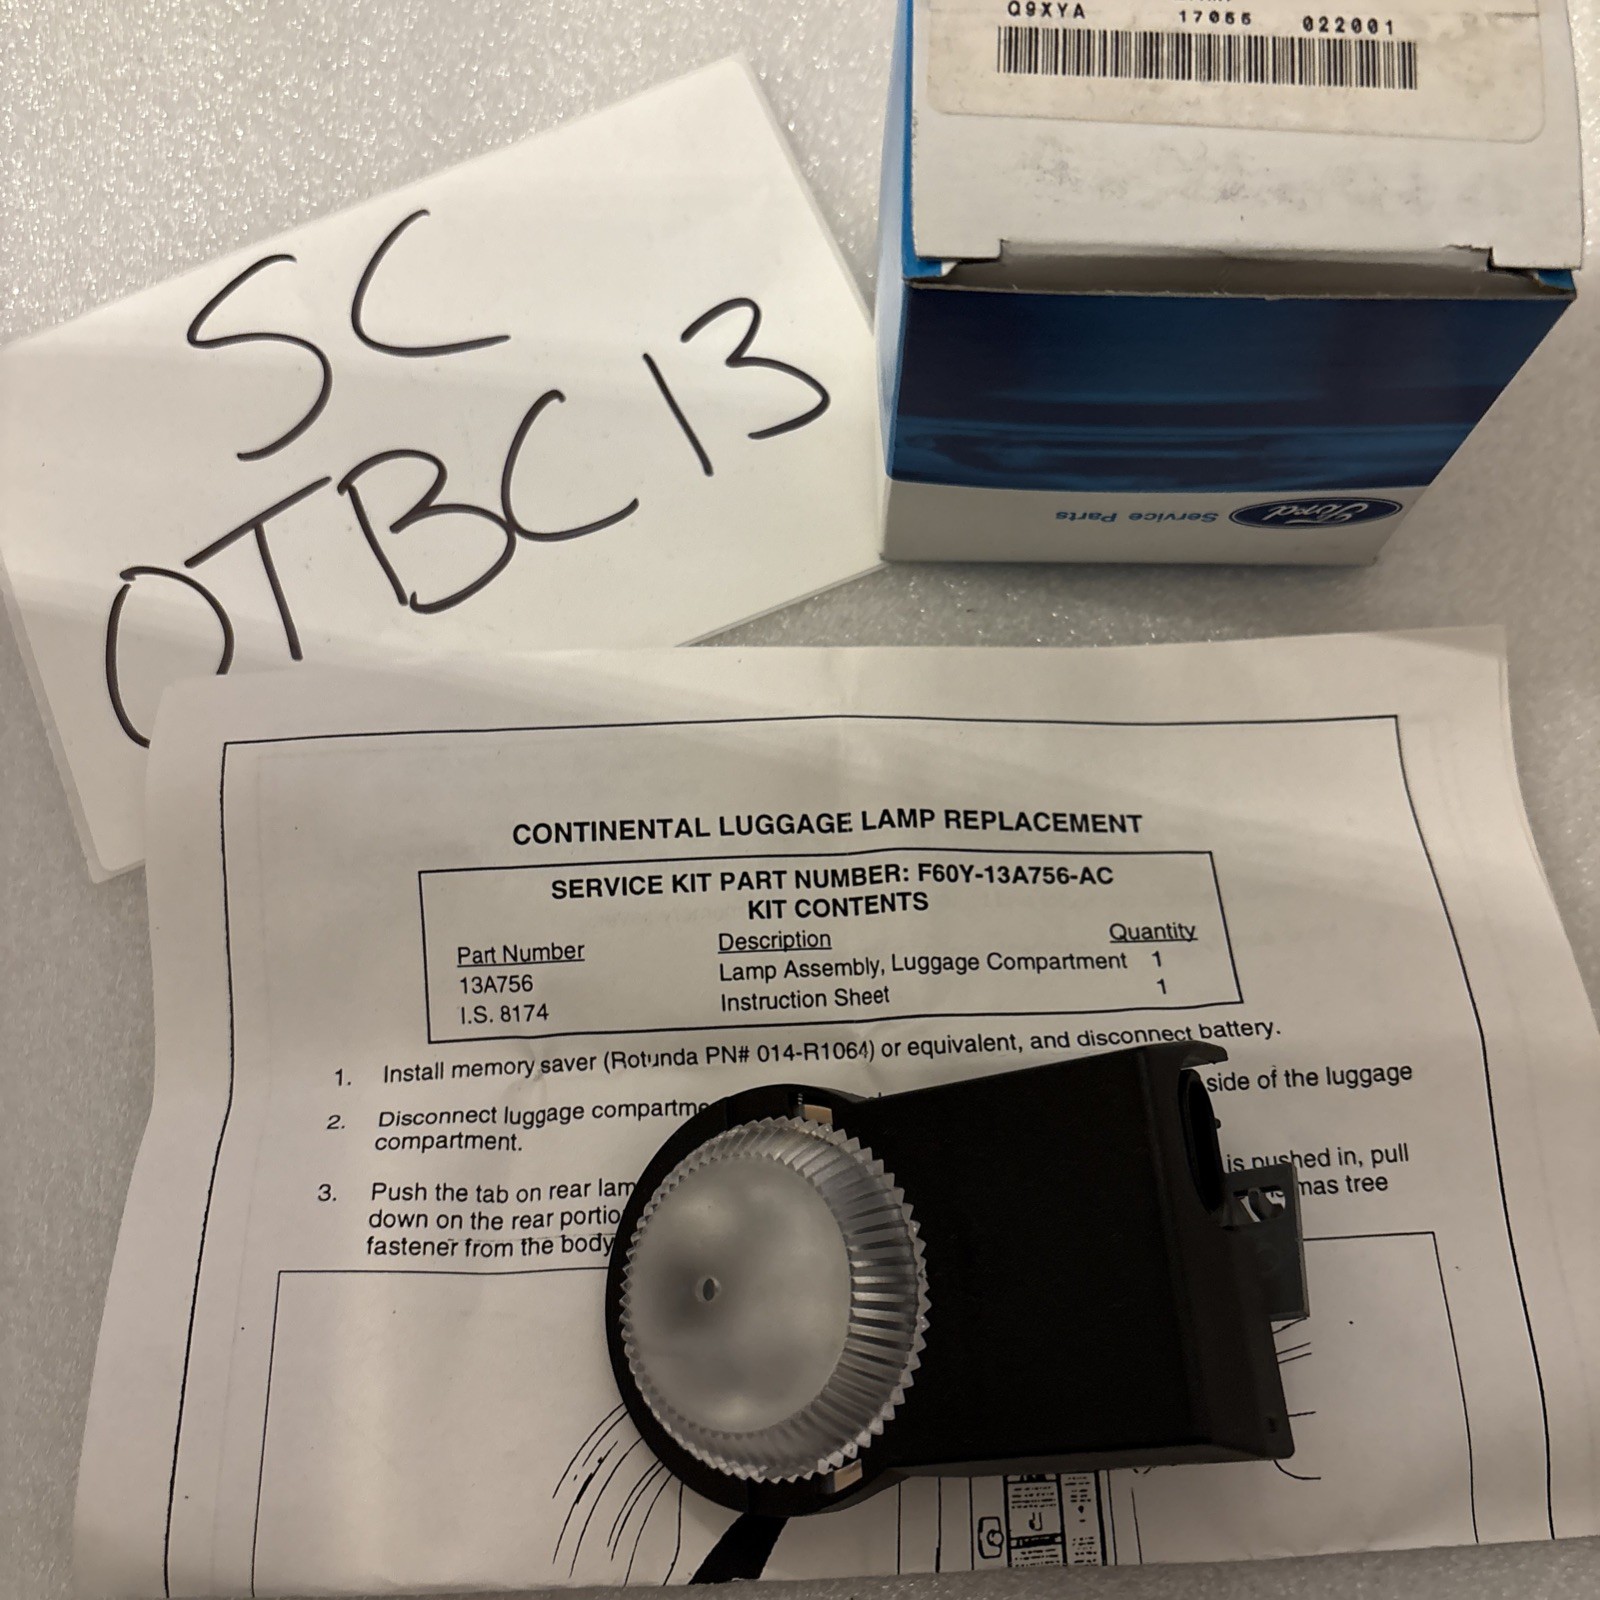 Q9XYA 17055 022001
Ford Service Parts
SC
OTBC 13
CONTINENTAL LUGGAGE LAMP REPLACEMENT
SERVICE KIT PART NUMBER: F60Y-13A756-AC
KIT CONTENTS
Part Number Description Quantity
13A756 Lamp Assembly, Luggage Compartment 1
I.S. 8174 Instruction Sheet 1
1. Install memory saver (Rotunda PN# 014-R1064) or equivalent, and disconnect battery.
2. Disconnect luggage compartme side of the luggage
compartment.
3. Push the tab on rear lam is pushed in, pull
down on the rear portio mas tree
fastener from the body